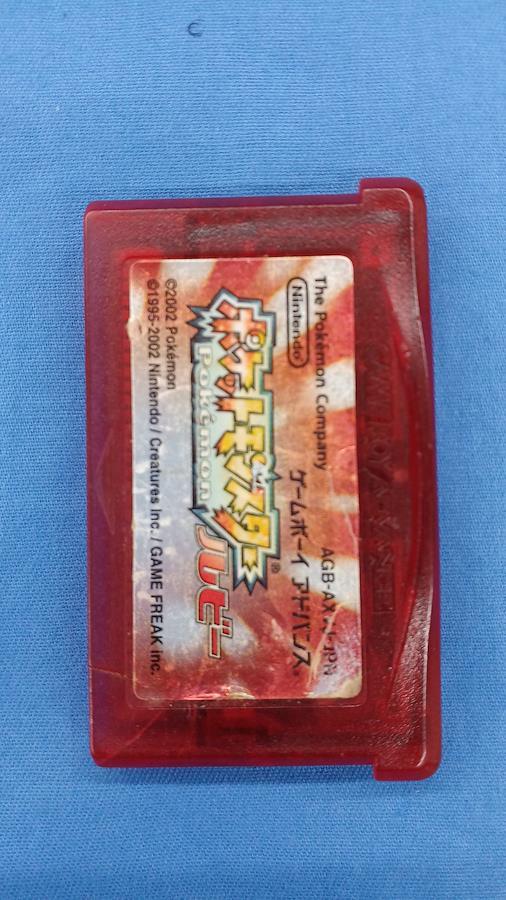 The Pokémon Company
Nintendo
ゲームボーイ アドバンス
ポケットモンスター®
Pokémon
ルビー
©2002 Pokémon
©1995-2002 Nintendo / Creatures inc. / GAME FREAK inc.